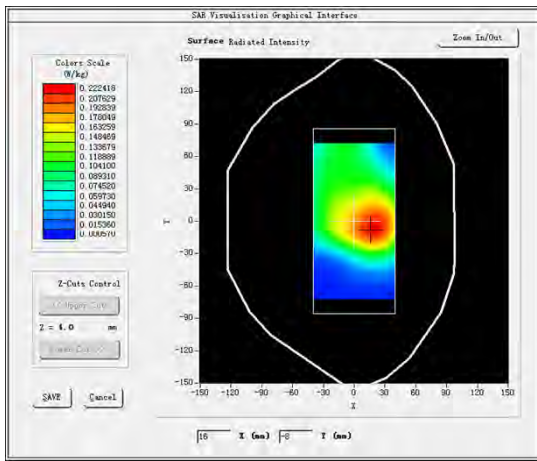 SAR Visualisation Graphical Interface
Surface Radiated Intensity
Zoom In/Out
Colors Scale
(W/kg)
0.222418
0.207629
0.192839
0.178049
0.163259
0.148469
0.133679
0.118889
0.104100
0.089310
0.074520
0.059730
0.044940
0.030150
0.015360
0.000570
150
120
90
60
30
0
-30
-60
-90
-120
-150
Y
-150 -120 -90 -60 -30 0 30 60 90 120 150
X
Z-Cuts Control
Z = 4.0 mm
SAVE Cancel
16 X (mm) -8 Y (mm)